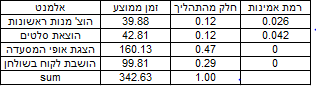 אלמנט זמן ממוצע חלק מהתהליך רמת אמינות
הוצ' מנות ראשונות 39.88 0.12 0.026
הוצאת סלטים 42.81 0.12 0.042
הצגת אופי המסעדה 160.13 0.47 0
הושבת לקוח בשולחן 99.81 0.29 0
sum 342.63 1.00